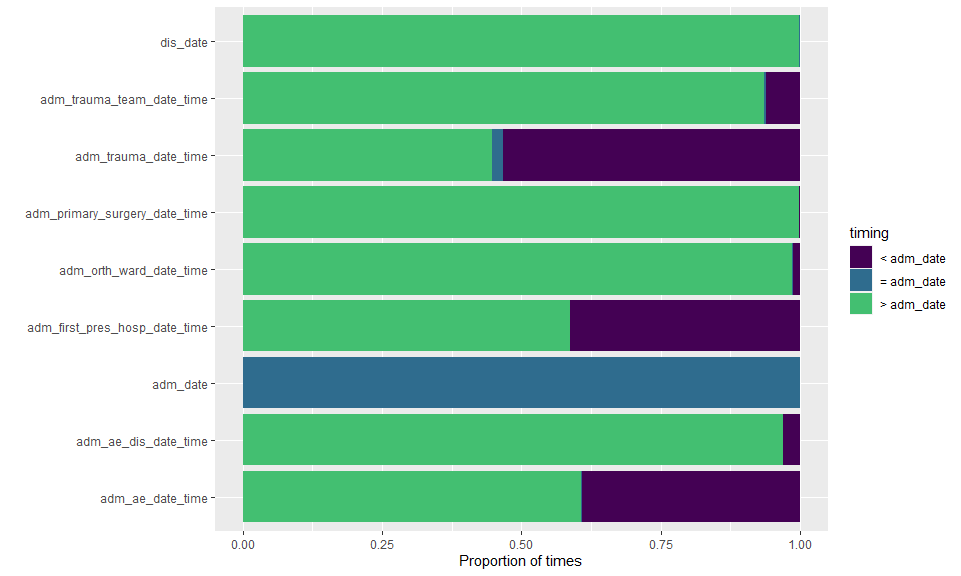 dis_date
adm_trauma_team_date_time
adm_trauma_date_time
adm_primary_surgery_date_time
adm_orth_ward_date_time
adm_first_pres_hosp_date_time
adm_date
adm_ae_dis_date_time
adm_ae_date_time
0.00
0.25
0.50
0.75
1.00
Proportion of times
timing
< adm_date
= adm_date
> adm_date